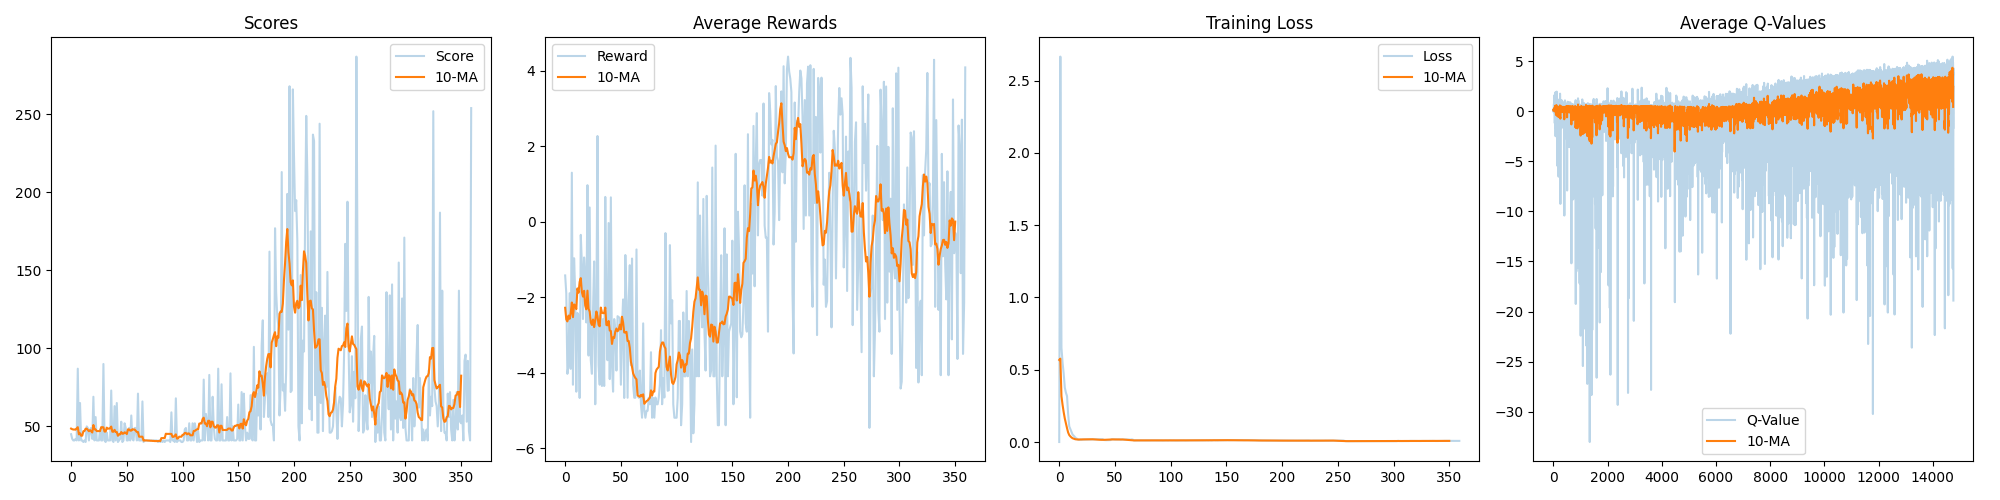 Scores
Score
10-MA
250
200
150
100
50
0 50 100 150 200 250 300 350
Average Rewards
Reward
10-MA
4
2
0
−2
−4
−6
0 50 100 150 200 250 300 350
Training Loss
Loss
10-MA
2.5
2.0
1.5
1.0
0.5
0.0
0 50 100 150 200 250 300 350
Average Q-Values
5
0
−5
−10
−15
−20
−25
−30
Q-Value
10-MA
0 2000 4000 6000 8000 10000 12000 14000